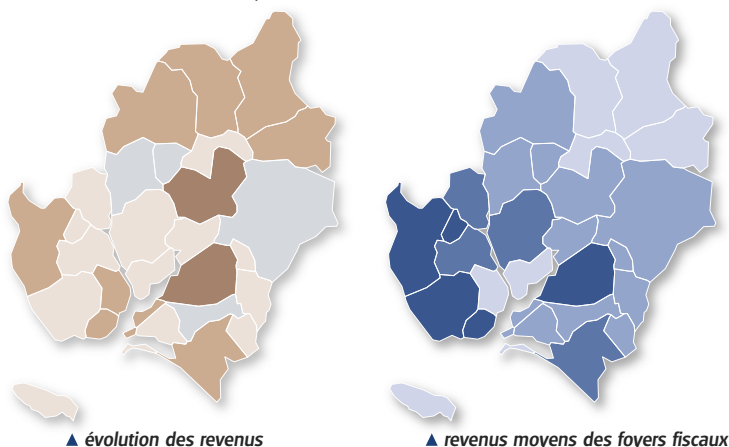 ▲ évolution des revenus
▲ revenus moyens des foyers fiscaux